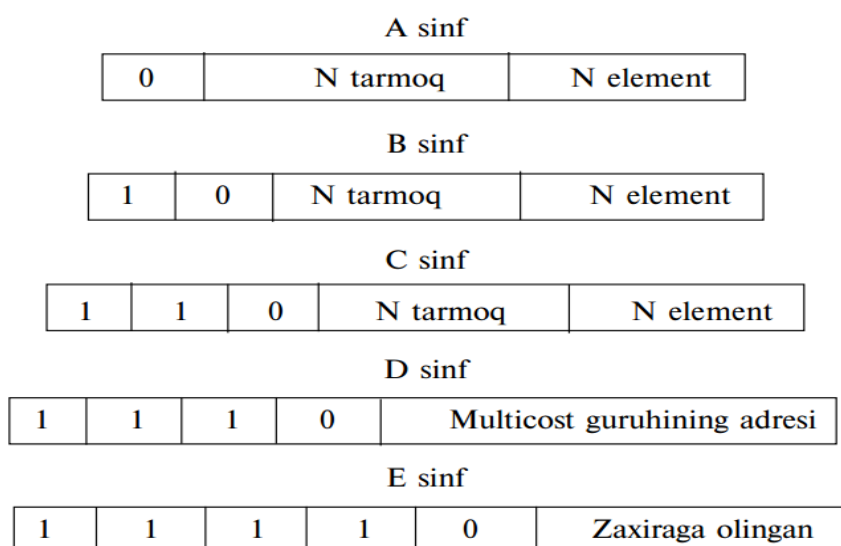 A sinf
0 N tarmoq N element
B sinf
1 0 N tarmoq N element
C sinf
1 1 0 N tarmoq N element
D sinf
1 1 1 0 Multicost guruhining adresi
E sinf
1 1 1 1 0 Zaxiraga olingan